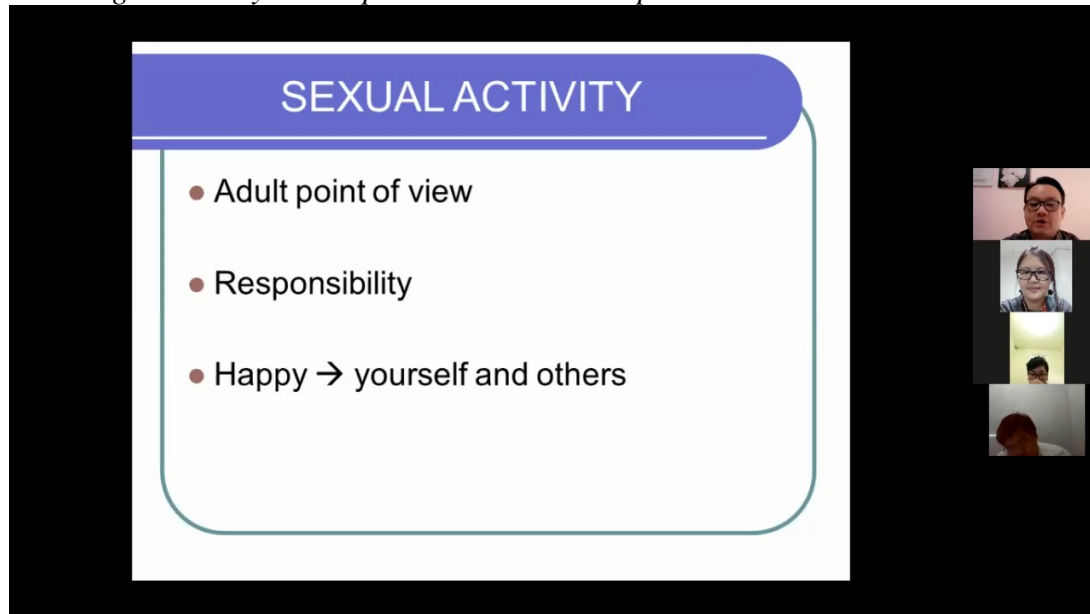 SEXUAL ACTIVITY
Adult point of view
Responsibility
Happy → yourself and others